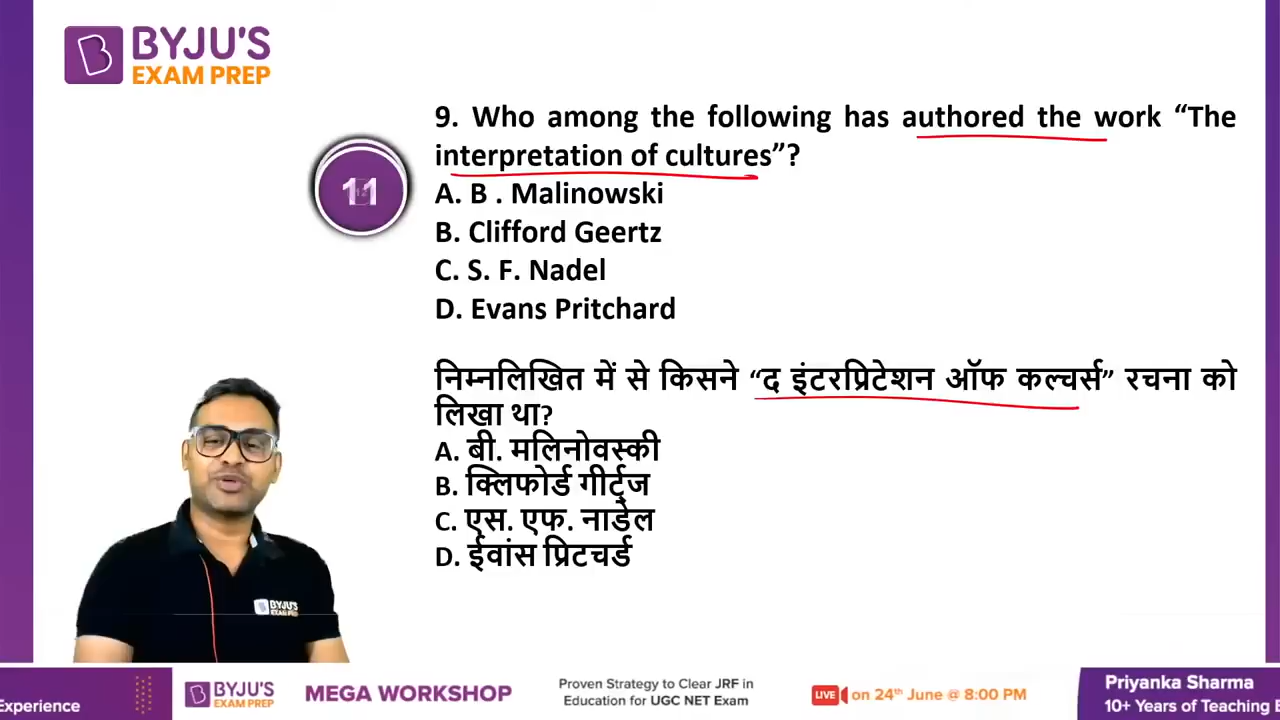 BYJU'S
EXAM PREP
9. Who among the following has authored the work “The
interpretation of cultures”?
11
A. B . Malinowski
B. Clifford Geertz
C. S. F. Nadel
D. Evans Pritchard
निम्नलिखित में से किसने “द इंटरप्रिटेशन ऑफ कल्चर्स” रचना को
लिखा था?
A. बी. मलिनोवस्की
B. क्लिफोर्ड गीर्ट्ज
C. एस. एफ. नाडेल
D. ईवांस प्रिटचर्ड
BYJU'S
EXAM PREP
Experience
BYJU'S
EXAM PREP
MEGA WORKSHOP
Proven Strategy to Clear JRF in
Education for UGC NET Exam
LIVE on 24th June @ 8:00 PM
Priyanka Sharma
10+ Years of Teaching E